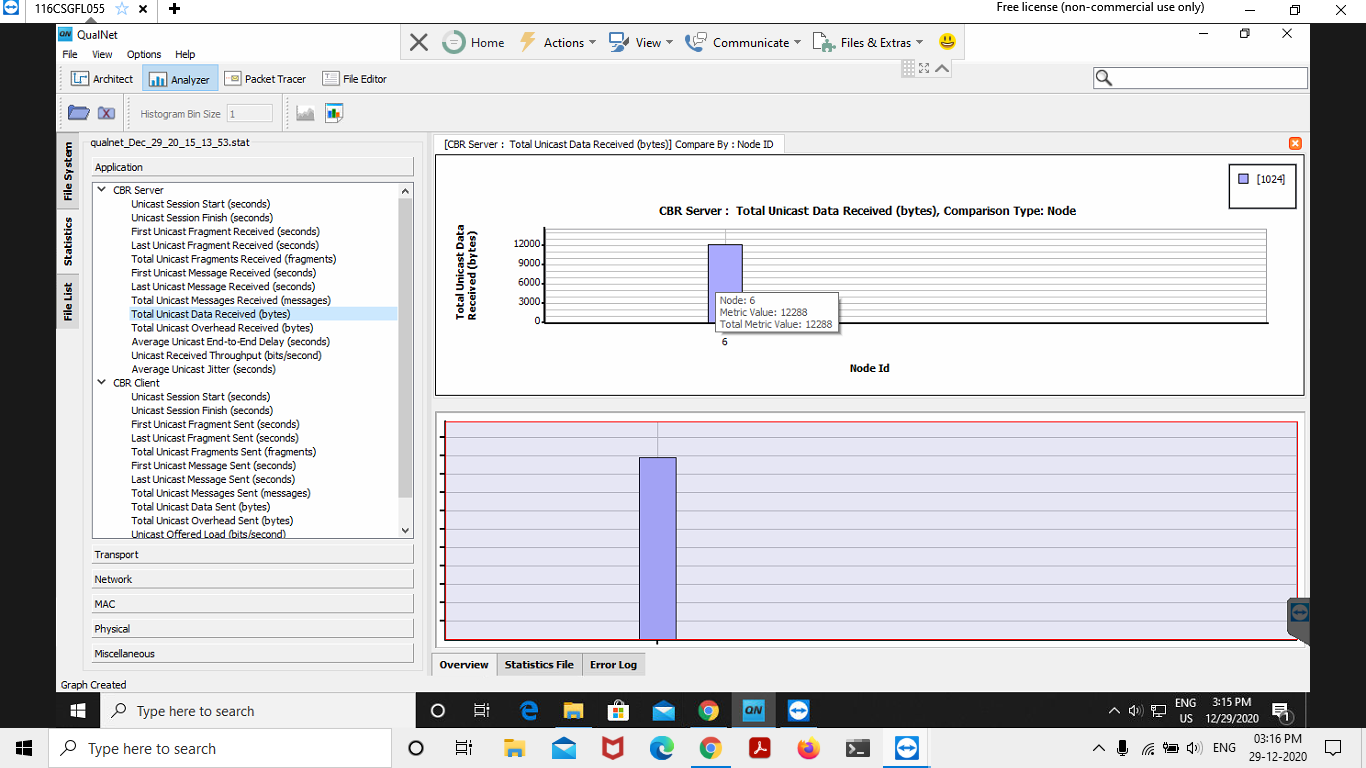 116CSGFL055
Free license (non-commercial use only)
QN QualNet
File View Options Help
Home Actions View Communicate Files & Extras
Architect Analyzer Packet Tracer File Editor
Histogram Bin Size 1
File System
Statistics
File List
qualnet_Dec_29_20_15_13_53.stat
Application
CBR Server
Unicast Session Start (seconds)
Unicast Session Finish (seconds)
First Unicast Fragment Received (seconds)
Last Unicast Fragment Received (seconds)
Total Unicast Fragments Received (fragments)
First Unicast Message Received (seconds)
Last Unicast Message Received (seconds)
Total Unicast Messages Received (messages)
Total Unicast Data Received (bytes)
Total Unicast Overhead Received (bytes)
Average Unicast End-to-End Delay (seconds)
Unicast Received Throughput (bits/second)
Average Unicast Jitter (seconds)
CBR Client
Unicast Session Start (seconds)
Unicast Session Finish (seconds)
First Unicast Fragment Sent (seconds)
Last Unicast Fragment Sent (seconds)
Total Unicast Fragments Sent (fragments)
First Unicast Message Sent (seconds)
Last Unicast Message Sent (seconds)
Total Unicast Messages Sent (messages)
Total Unicast Data Sent (bytes)
Total Unicast Overhead Sent (bytes)
Unicast Offered Load (bits/second)
Transport
Network
MAC
Physical
Miscellaneous
Graph Created
[CBR Server : Total Unicast Data Received (bytes)] Compare By : Node ID
[1024]
CBR Server : Total Unicast Data Received (bytes), Comparison Type: Node
Total Unicast Data
Received (bytes)
12000
9000
6000
3000
0
Node: 6
Metric Value: 12288
Total Metric Value: 12288
6
Node Id
Overview Statistics File Error Log
Type here to search
QN
ENG
US
3:15 PM
12/29/2020
1
Type here to search
ENG
03:16 PM
29-12-2020